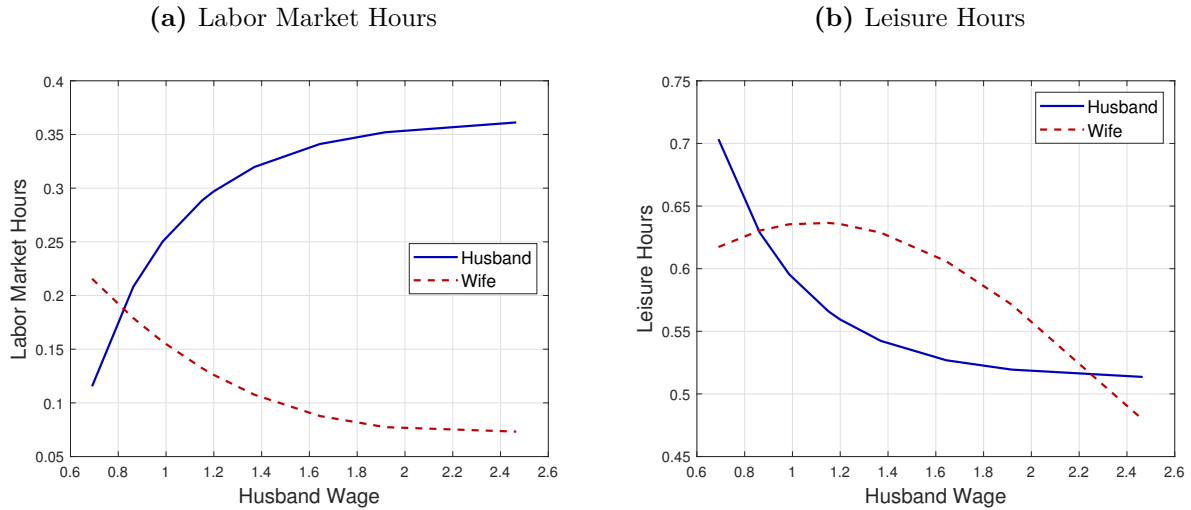 (a) Labor Market Hours
0.4
0.35
0.3
0.25
0.2
0.15
0.1
0.05
Labor Market Hours
Husband
Wife
0.6 0.8 1 1.2 1.4 1.6 1.8 2 2.2 2.4 2.6
Husband Wage
(b) Leisure Hours
0.75
0.7
0.65
0.6
0.55
0.5
0.45
Leisure Hours
Husband
Wife
0.6 0.8 1 1.2 1.4 1.6 1.8 2 2.2 2.4 2.6
Husband Wage